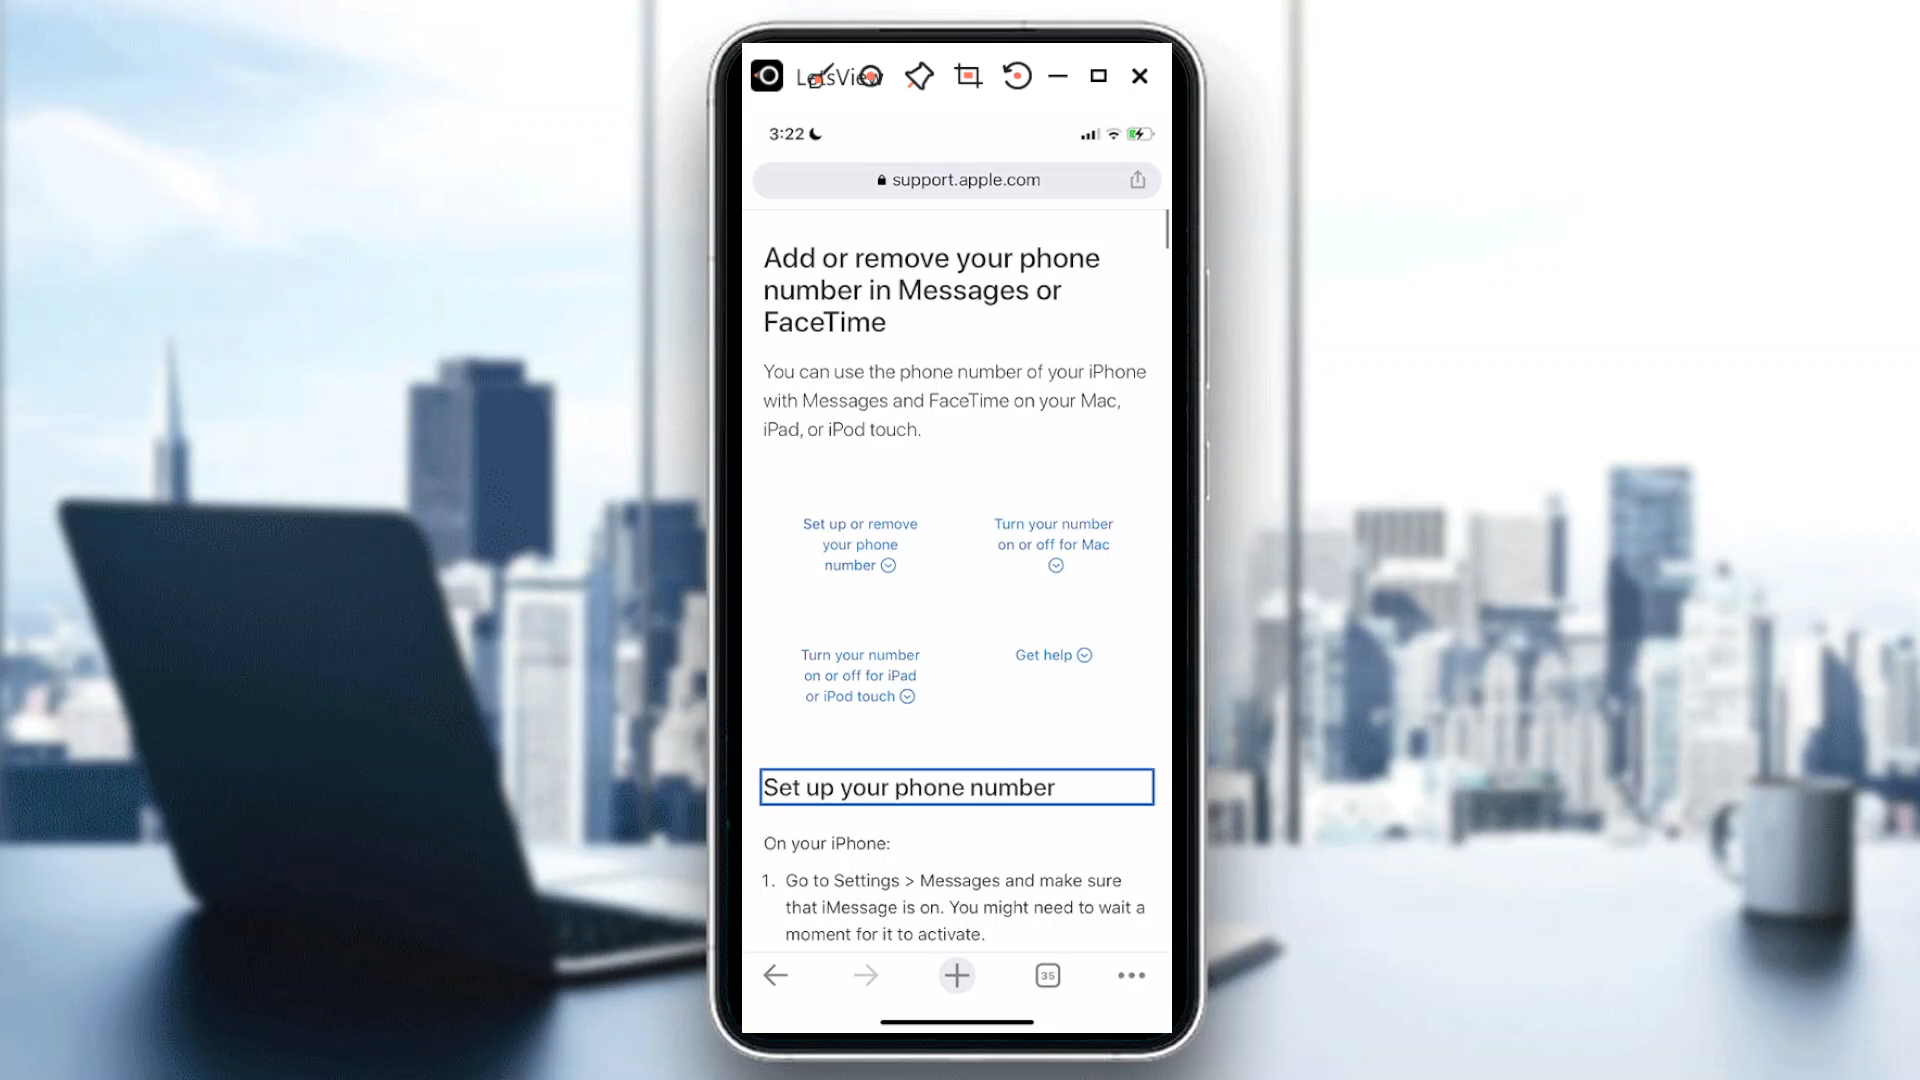 LetsView
3:22
support.apple.com
Add or remove your phone
number in Messages or
FaceTime
You can use the phone number of your iPhone
with Messages and FaceTime on your Mac,
iPad, or iPod touch.
Set up or remove
your phone
number
Turn your number
on or off for Mac
Turn your number
on or off for iPad
or iPod touch
Get help
Set up your phone number
On your iPhone:
1. Go to Settings > Messages and make sure
that iMessage is on. You might need to wait a
moment for it to activate.
35